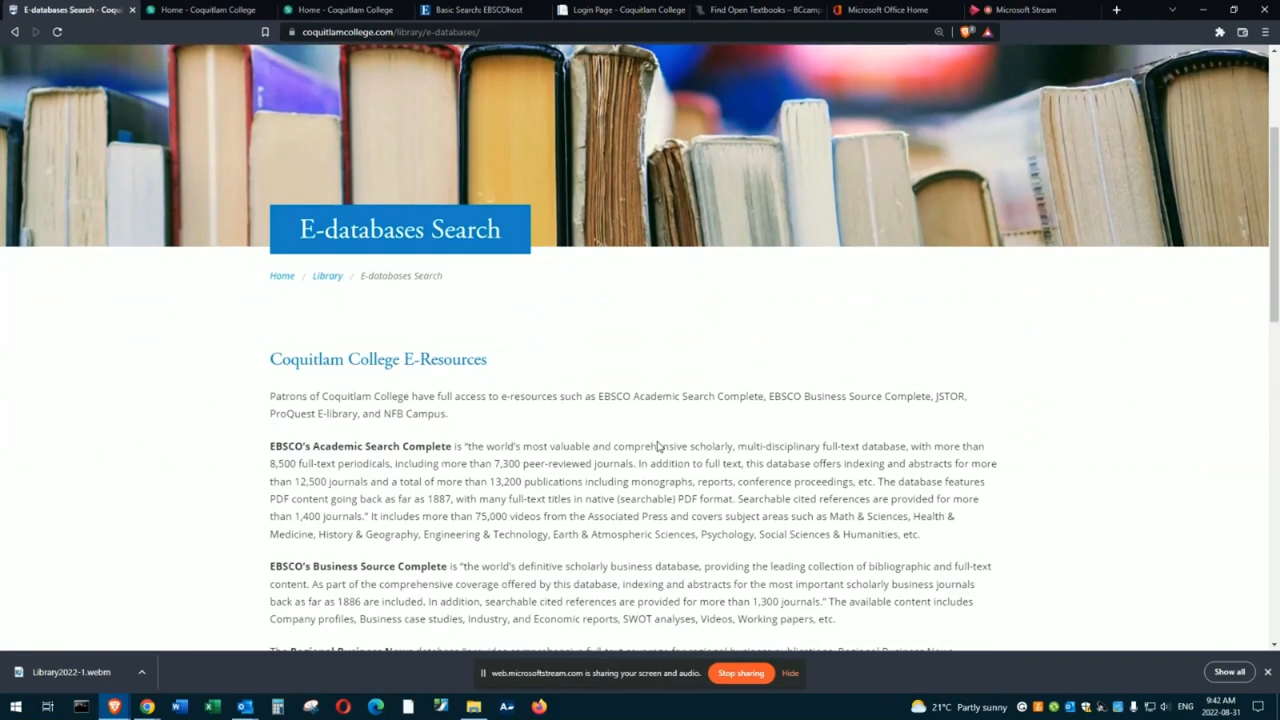 E-databases Search - Coqu
Home - Coquitlam College
Home - Coquitlam College
Basic Search: EBSCOhost
Login Page - Coquitlam College
Find Open Textbooks – BCcam
Microsoft Office Home
Microsoft Stream
coquitlamcollege.com/library/e-databases/
E-databases Search
Home / Library / E-databases Search
Coquitlam College E-Resources
Patrons of Coquitlam College have full access to e-resources such as EBSCO Academic Search Complete, EBSCO Business Source Complete, JSTOR,
ProQuest E-library, and NFB Campus.
EBSCO's Academic Search Complete is “the world's most valuable and comprehensive scholarly, multi-disciplinary full-text database, with more than
8,500 full-text periodicals, including more than 7,300 peer-reviewed journals. In addition to full text, this database offers indexing and abstracts for more
than 12,500 journals and a total of more than 13,200 publications including monographs, reports, conference proceedings, etc. The database features
PDF content going back as far as 1887, with many full-text titles in native (searchable) PDF format. Searchable cited references are provided for more
than 1,400 journals.” It includes more than 75,000 videos from the Associated Press and covers subject areas such as Math & Sciences, Health &
Medicine, History & Geography, Engineering & Technology, Earth & Atmospheric Sciences, Psychology, Social Sciences & Humanities, etc.
EBSCO's Business Source Complete is “the world's definitive scholarly business database, providing the leading collection of bibliographic and full-text
content. As part of the comprehensive coverage offered by this database, indexing and abstracts for the most important scholarly business journals
back as far as 1886 are included. In addition, searchable cited references are provided for more than 1,300 journals.” The available content includes
Company profiles, Business case studies, Industry, and Economic reports, SWOT analyses, Videos, Working papers, etc.
Library2022-1.webm
web.microsoftstream.com is sharing your screen and audio.
Stop sharing
Hide
Show all
21°C Partly sunny
ENG
9:42 AM
2022-08-31